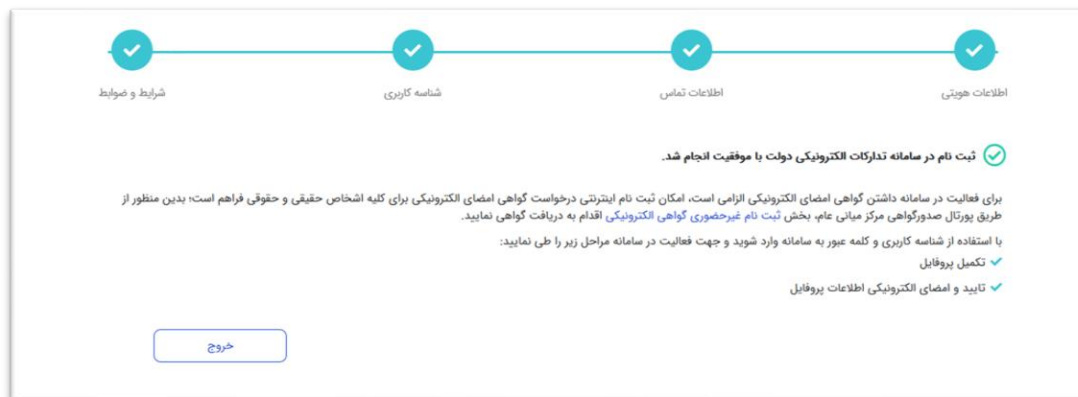 اطلاعات هویتی
اطلاعات تماس
شناسه کاربری
شرایط و ضوابط
ثبت نام در سامانه تدارکات الکترونیکی دولت با موفقیت انجام شد.
برای فعالیت در سامانه داشتن گواهی امضای الکترونیکی الزامی است، امکان ثبت نام اینترنتی درخواست گواهی امضای الکترونیکی برای کلیه اشخاص حقیقی و حقوقی فراهم است؛ بدین منظور از
طریق پورتال صدورگواهی مرکز میانی عام، بخش ثبت نام غیرحضوری گواهی الکترونیکی اقدام به دریافت گواهی نمایید.
با استفاده از شناسه کاربری و کلمه عبور به سامانه وارد شوید و جهت فعالیت در سامانه مراحل زیر را طی نمایید:
تکمیل پروفایل
تایید و امضای الکترونیکی اطلاعات پروفایل
خروج